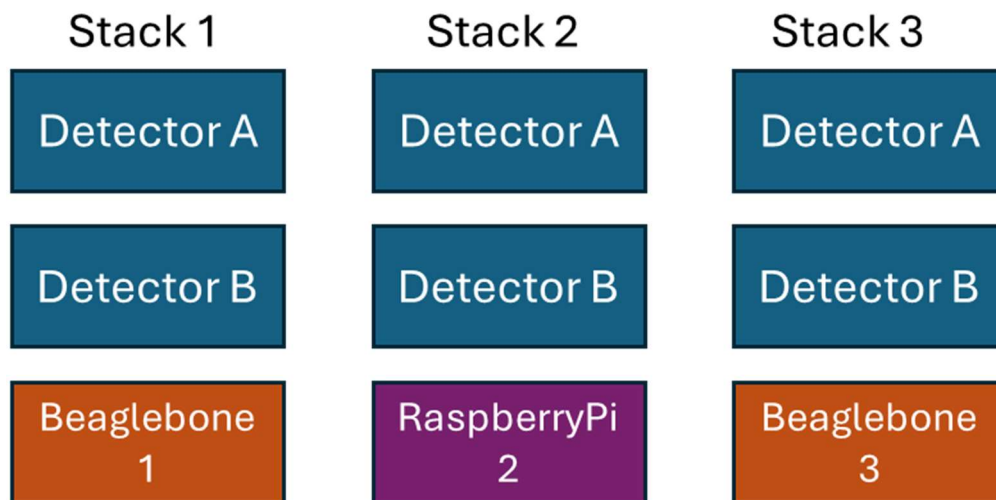 Stack 1
Stack 2
Stack 3
Detector A
Detector A
Detector A
Detector B
Detector B
Detector B
Beaglebone
1
RaspberryPi
2
Beaglebone
3